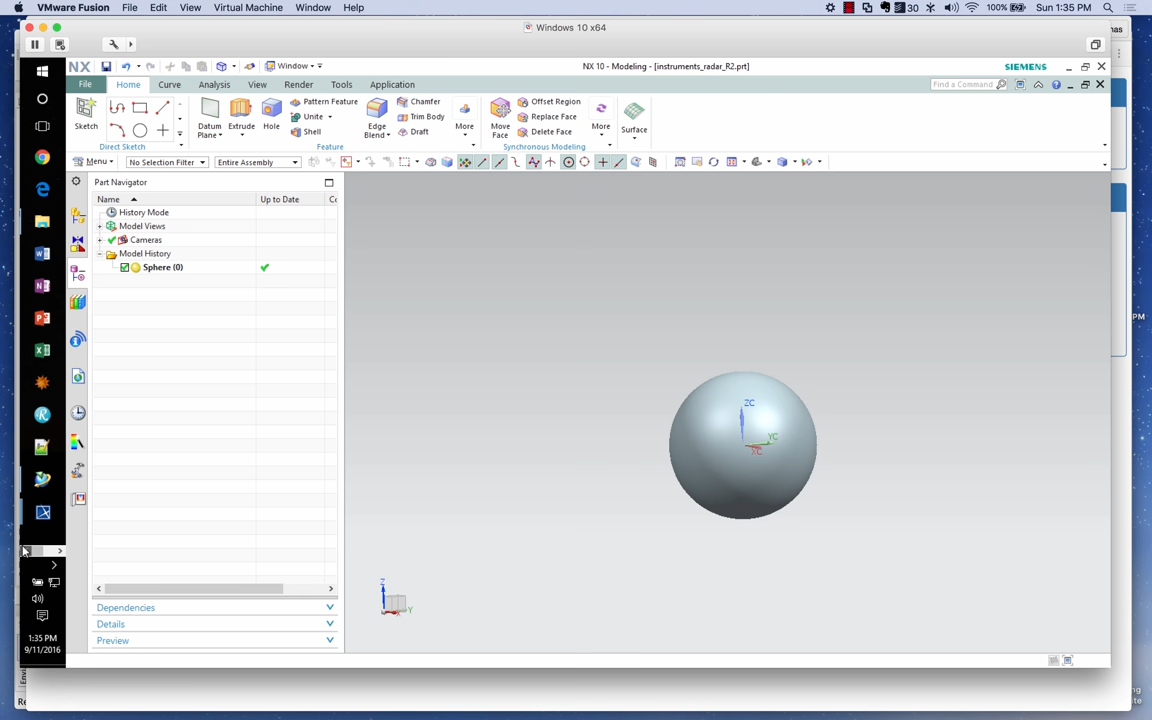 VMware Fusion File Edit View Virtual Machine Window Help 30 100% Sun 1:35 PM
Windows 10 x64
NX Window NX 10 - Modeling - [instruments_radar_R2.prt] SIEMENS
File Home Curve Analysis View Tools Render Application Find a Command
Pattern Feature Chamfer Offset Region
Unite Trim Body Replace Face
Shell Draft Delete Face
Sketch Datum Plane Extrude Hole Edge Blend More Move Face More Surface
Direct Sketch Feature Synchronous Modeling
Menu No Selection Filter Entire Assembly
Part Navigator
Name Up to Date
History Mode
Model Views
Cameras
Model History
Sphere (0)
ZC
YC
XC
PM
Z
Y
X
Dependencies
Details
Preview
1:35 PM
9/11/2016